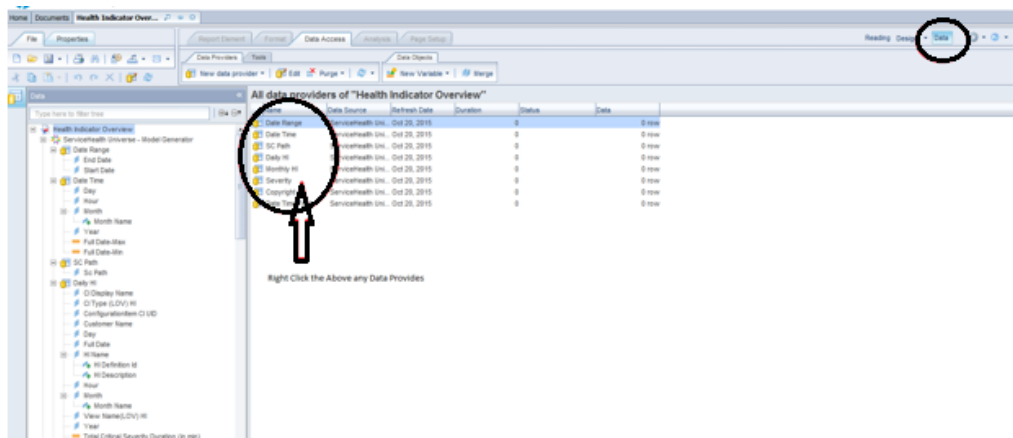 Home Documents Health Indicator Over...
File Properties Report Element Format Data Access Analysis Page Setup Reading Design Data
Data Providers Tools Data Objects
New data provider Edit Purge New Variable Merge
Data
Type here to filter tree
Health Indicator Overview
ServiceHealth Universe - Model Generator
Date Range
End Date
Start Date
Date Time
Day
Hour
Month
Month Name
Year
Full Date-Max
Full Date-Min
SC Path
Sc Path
Daily HI
CI Display Name
CI Type (LOV) HI
ConfigurationItem CI UID
Customer Name
Day
Full Date
HI Name
HI Definition Id
HI Description
Hour
Month
Month Name
View Name(LOV) HI
Year
Total Critical Severity Duration (in min)
All data providers of "Health Indicator Overview"
Name Data Source Refresh Date Duration Status Data
Date Range ServiceHealth Uni... Oct 20, 2015 0 0 row
Date Time ServiceHealth Uni... Oct 20, 2015 0 0 row
SC Path ServiceHealth Uni... Oct 20, 2015 0 0 row
Daily HI ServiceHealth Uni... Oct 20, 2015 0 0 row
Monthly HI ServiceHealth Uni... Oct 20, 2015 0 0 row
Severity ServiceHealth Uni... Oct 20, 2015 0 0 row
Copyright ServiceHealth Uni... Oct 20, 2015 0 0 row
Date Time ServiceHealth Uni... Oct 20, 2015 0 0 row
Right Click the Above any Data Provides